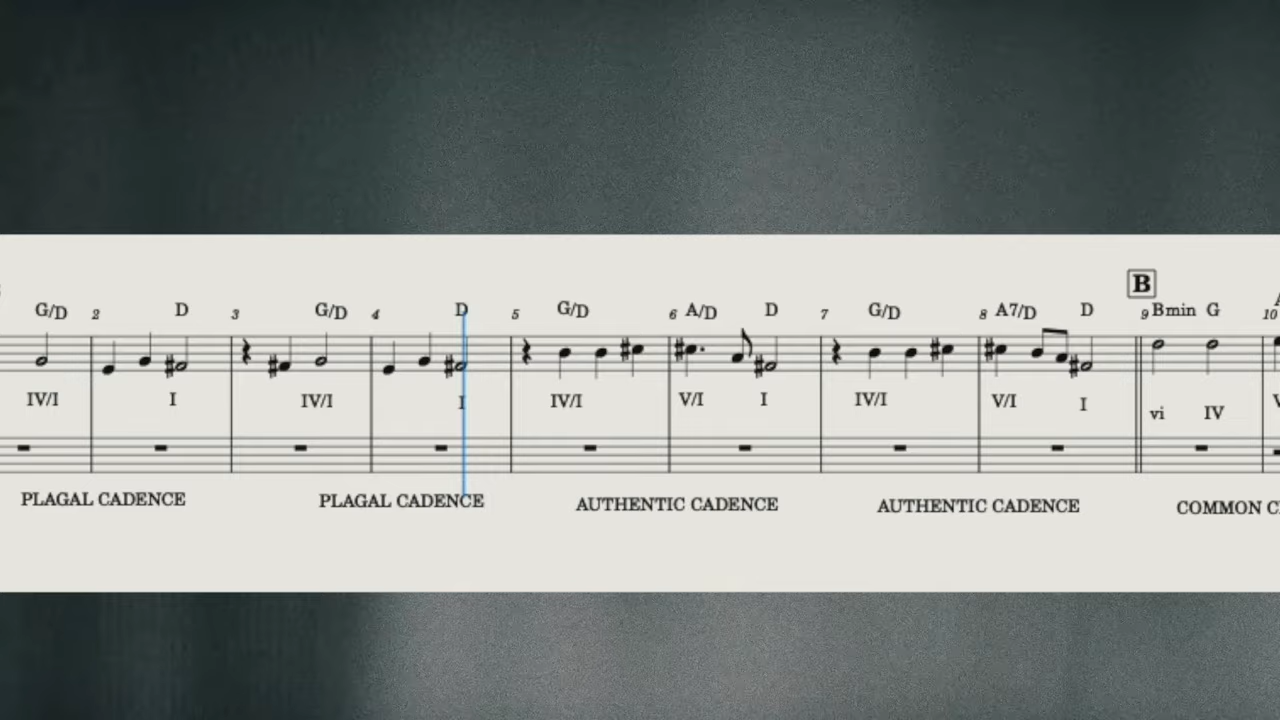 B
G/D 2 D 3 G/D 4 D 5 G/D 6 A/D D 7 G/D 8 A7/D D 9 Bmin G 10 A
IV/I I IV/I I IV/I V/I I IV/I V/I I vi IV V
PLAGAL CADENCE PLAGAL CADENCE AUTHENTIC CADENCE AUTHENTIC CADENCE COMMON C